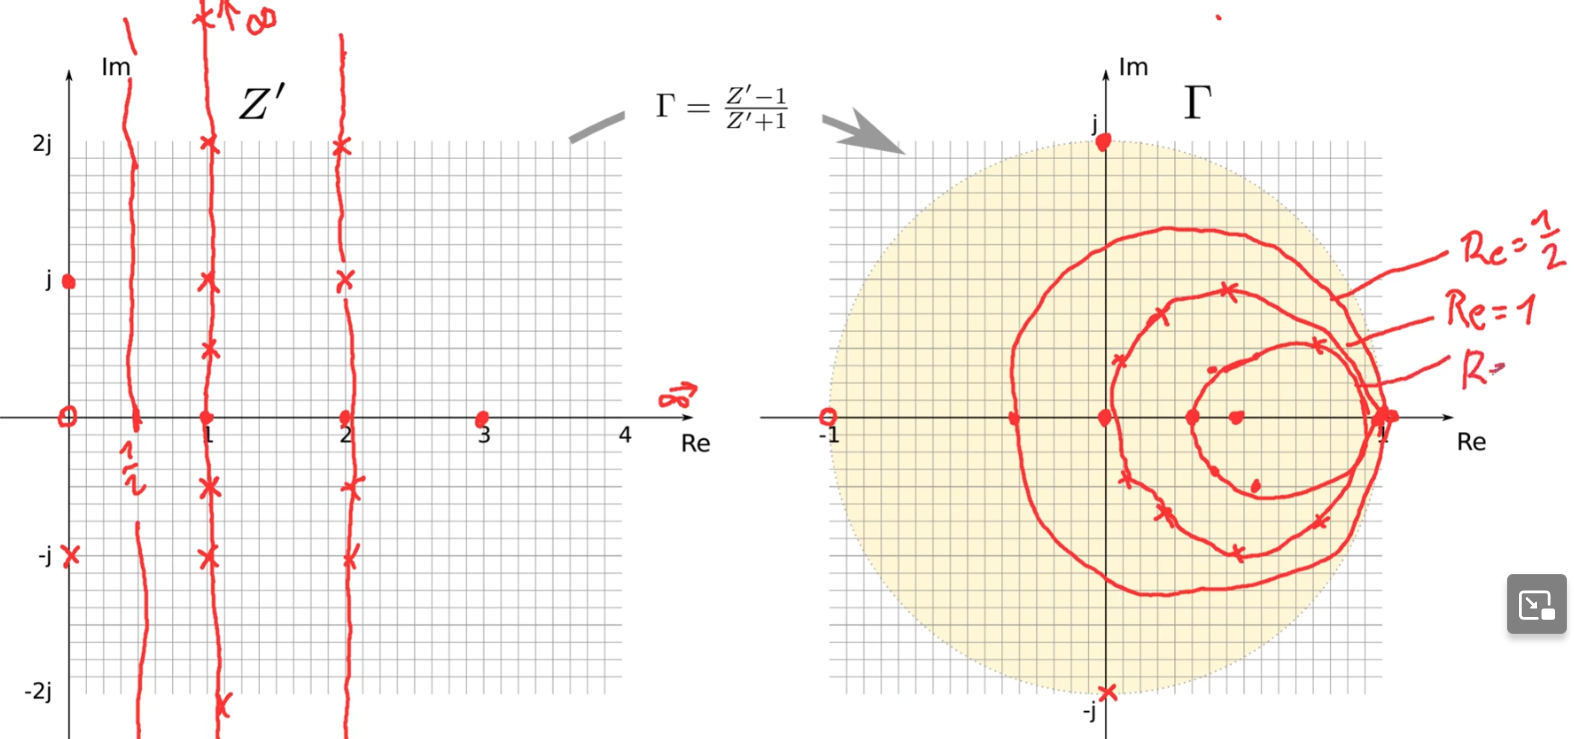 ∞
Im
Z'
Γ = Z'−1 / Z'+1
Im
Γ
2j
j
j
Re = 1/2
Re = 1
R=
∞
1
2
3
4
Re
-1
1
Re
1/2
-j
-2j
-j